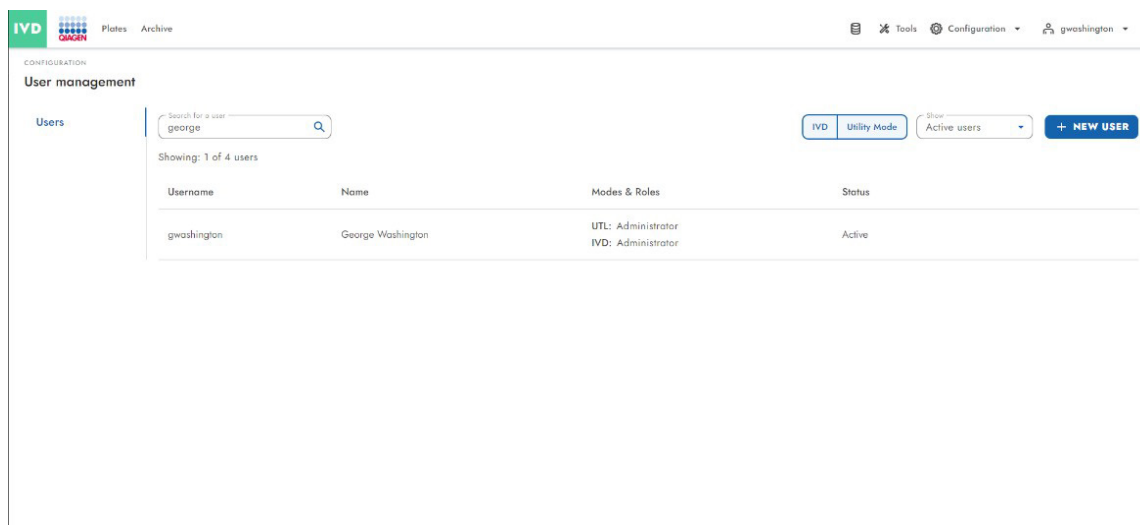 IVD QIAGEN Plates Archive Tools Configuration gwashington
CONFIGURATION
User management
Users
Search for a user
george
IVD Utility Mode
Show
Active users
+ NEW USER
Showing: 1 of 4 users
Username Name Modes & Roles Status
gwashington George Washington UTL: Administrator Active
IVD: Administrator